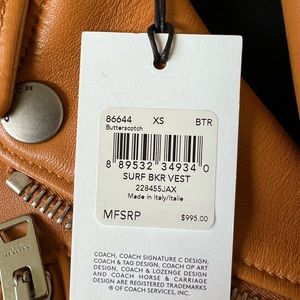 86644 XS BTR
Butterscotch
8 89532 34934 0
SURF BKR VEST
228455JAX
Made in Italy/Italie
MFSRP $995.00
COACH, COACH SIGNATURE C DESIGN,
COACH & TAG DESIGN, COACH OP ART
DESIGN, COACH & LOZENGE DESIGN
AND COACH HORSE & CARRIAGE
DESIGN ARE REGISTERED TRADEMARKS
® OF COACH SERVICES, INC.